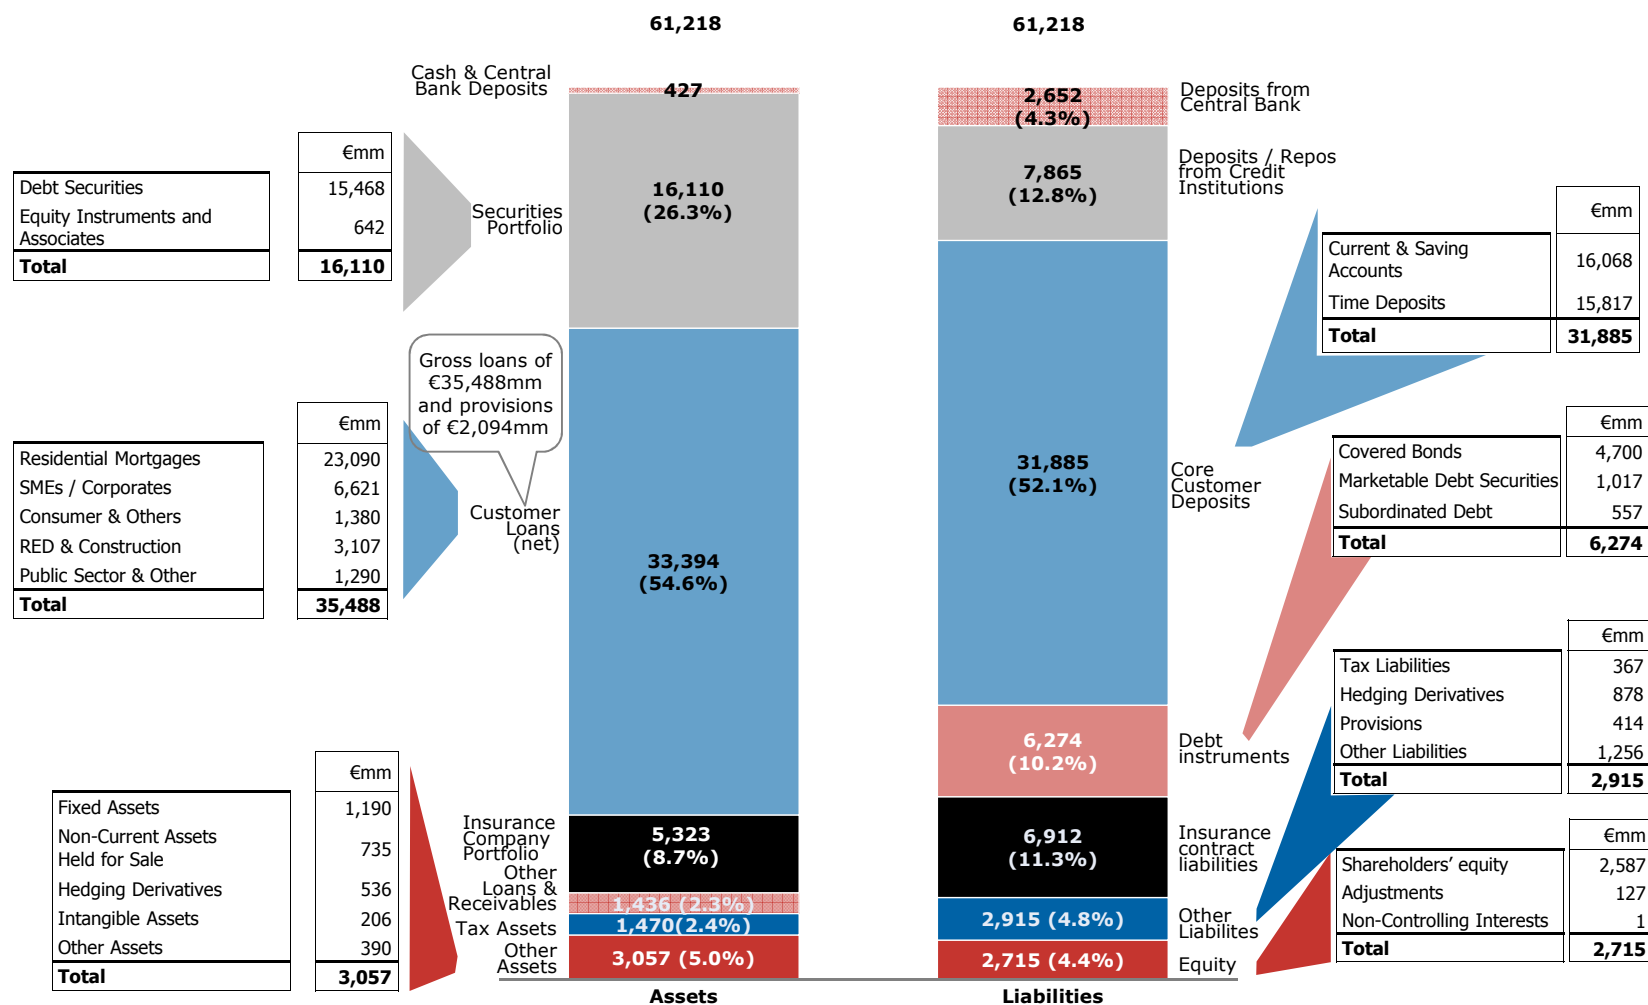 61,218
61,218
Cash & Central
Bank Deposits
427
2,652
(4.3%)
Deposits from
Central Bank
€mm
Debt Securities 15,468
Equity Instruments and
Associates 642
Total 16,110
Securities
Portfolio
16,110
(26.3%)
7,865
(12.8%)
Deposits / Repos
from Credit
Institutions
€mm
Current & Saving
Accounts 16,068
Time Deposits 15,817
Total 31,885
Gross loans of
€35,488mm
and provisions
of €2,094mm
€mm
Residential Mortgages 23,090
SMEs / Corporates 6,621
Consumer & Others 1,380
RED & Construction 3,107
Public Sector & Other 1,290
Total 35,488
Customer
Loans
(net)
33,394
(54.6%)
31,885
(52.1%)
Core
Customer
Deposits
€mm
Covered Bonds 4,700
Marketable Debt Securities 1,017
Subordinated Debt 557
Total 6,274
6,274
(10.2%)
Debt
instruments
€mm
Tax Liabilities 367
Hedging Derivatives 878
Provisions 414
Other Liabilities 1,256
Total 2,915
€mm
Fixed Assets 1,190
Non-Current Assets
Held for Sale 735
Hedging Derivatives 536
Intangible Assets 206
Other Assets 390
Total 3,057
Insurance
Company
Portfolio
5,323
(8.7%)
6,912
(11.3%)
Insurance
contract
liabilities
Other
Loans &
Receivables
1,436 (2.3%)
Tax Assets
1,470(2.4%)
2,915 (4.8%)
Other
Liabilites
Other
Assets
3,057 (5.0%)
2,715 (4.4%)
Equity
€mm
Shareholders’ equity 2,587
Adjustments 127
Non-Controlling Interests 1
Total 2,715
Assets
Liabilities